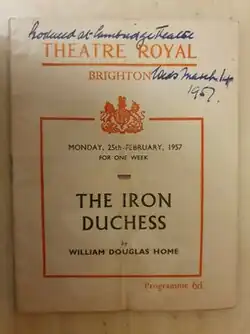 Produced at Cambridge Theatre
THEATRE ROYAL
BRIGHTON
March
1957.
MONDAY, 25th FEBRUARY, 1957
FOR ONE WEEK
THE IRON
DUCHESS
by
WILLIAM DOUGLAS HOME
Programme 6d.